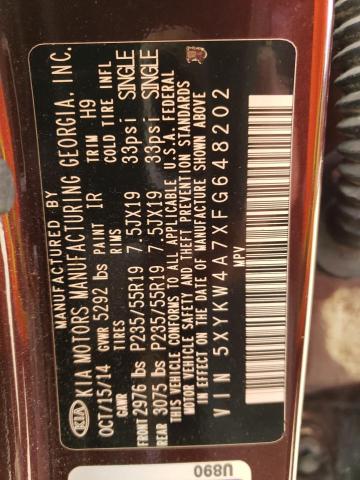 MANUFACTURED BY
KIA KIA MOTORS MANUFACTURING GEORGIA, INC.
OCT/15/14 GVWR 5292 lbs PAINT IR TRIM H9
GAWR TIRES RIMS COLD TIRE INFL
FRONT 2976 lbs P235/55R19 7.5JX19 33psi SINGLE
REAR 3075 lbs P235/55R19 7.5JX19 33psi SINGLE
THIS VEHICLE CONFORMS TO ALL APPLICABLE U.S.A. FEDERAL
MOTOR VEHICLE SAFETY AND THEFT PREVENTION STANDARDS
IN EFFECT ON THE DATE OF MANUFACTURE SHOWN ABOVE
VIN 5XYKW4A7XFG648202
MPV
U890